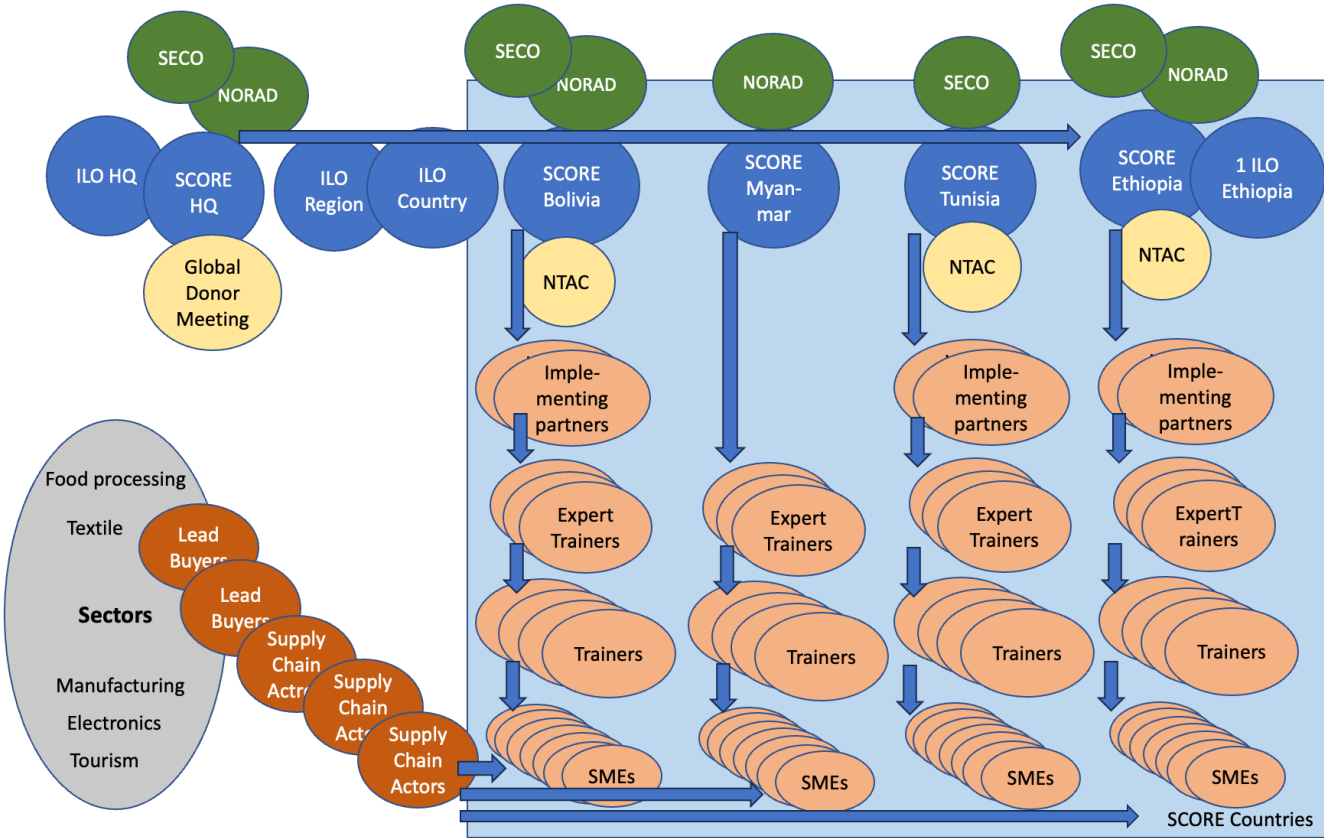 SECO
NORAD
SECO
NORAD
NORAD
SECO
SECO
NORAD
ILO HQ
SCORE
HQ
ILO
Region
ILO
Country
SCORE
Bolivia
SCORE
Myan-
mar
SCORE
Tunisia
SCORE
Ethiopia
1 ILO
Ethiopia
Global
Donor
Meeting
NTAC
NTAC
NTAC
Imple-
menting
partners
Imple-
menting
partners
Imple-
menting
partners
Expert
Trainers
Expert
Trainers
Expert
Trainers
ExpertT
rainers
Trainers
Trainers
Trainers
Trainers
SMEs
SMEs
SMEs
SMEs
Food processing
Textile
Sectors
Manufacturing
Electronics
Tourism
Lead
Buyers
Lead
Buyers
Supply
Chain
Actros
Supply
Chain
Supply
Chain
Actors
SCORE Countries